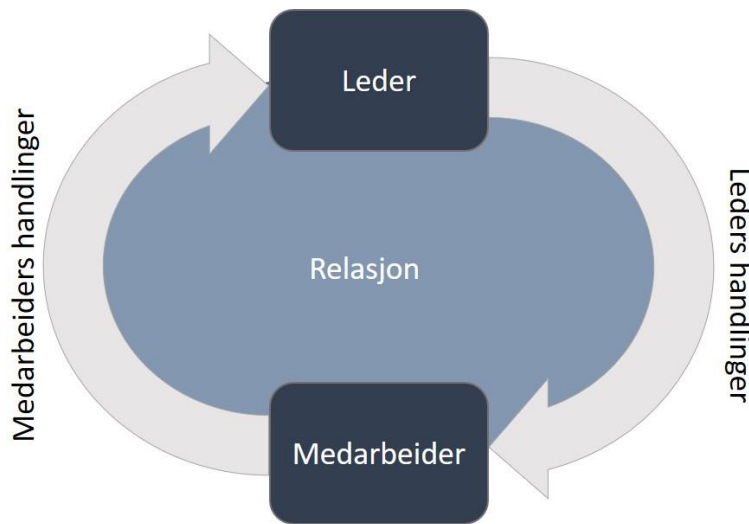 Leder
Medarbeiders handlinger
Relasjon
Leders handlinger
Medarbeider